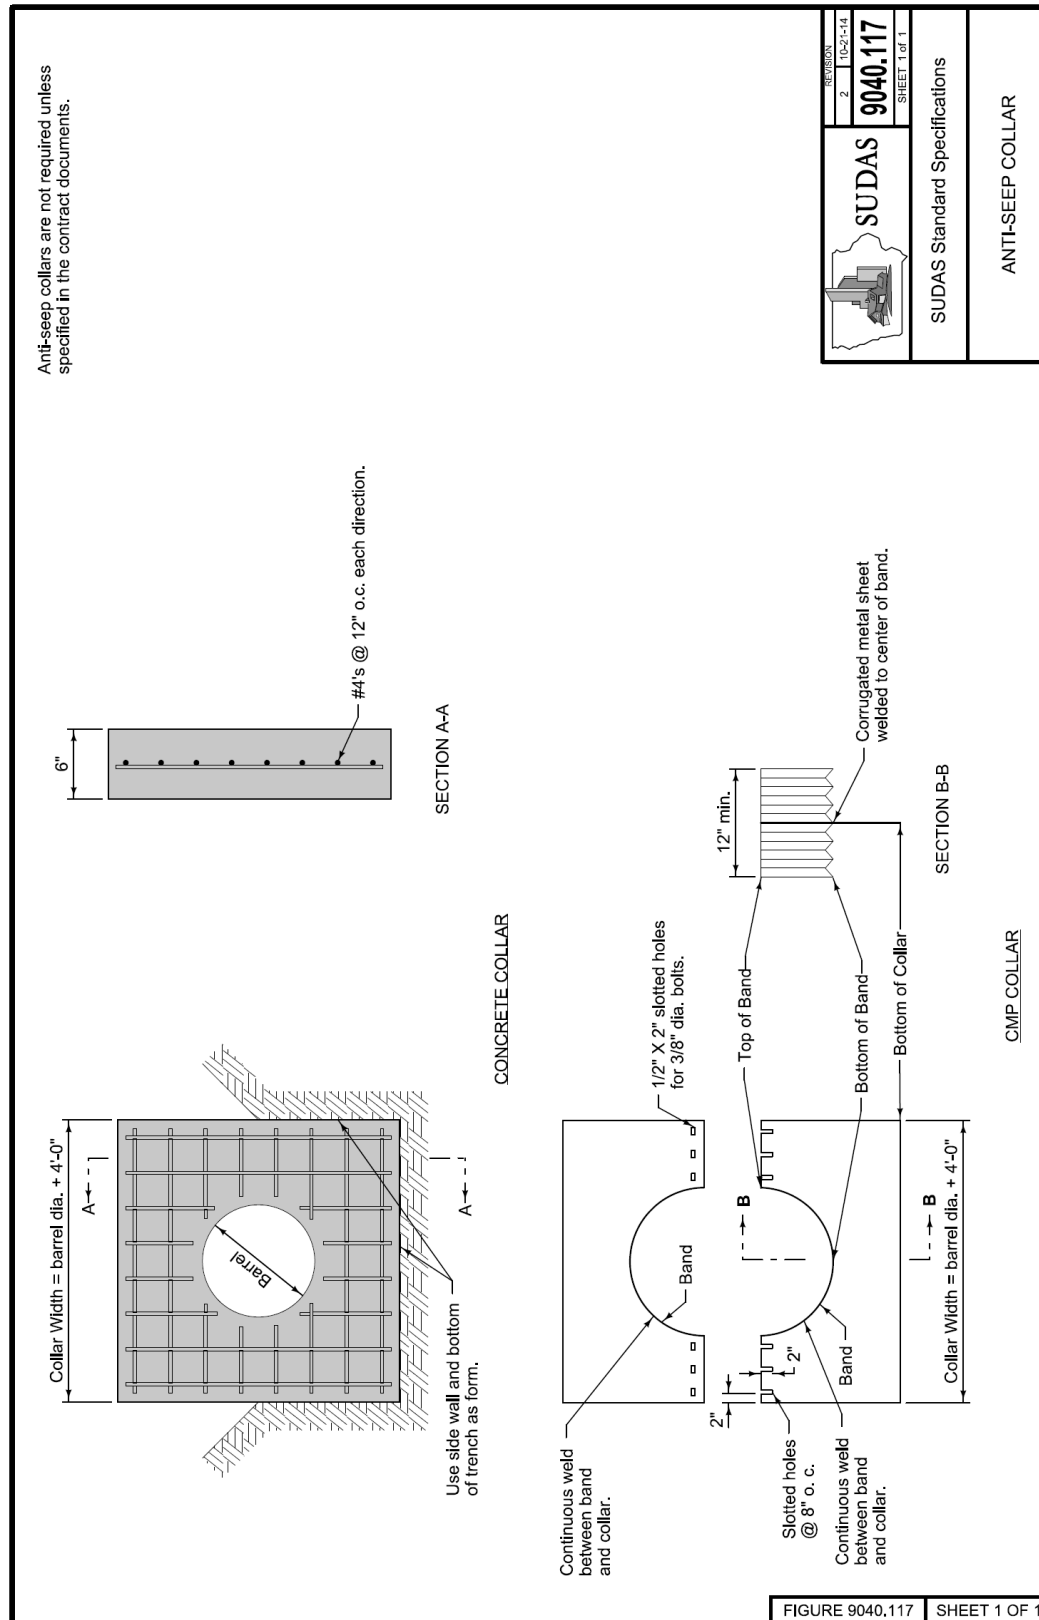 Anti-seep collars are not required unless
specified in the contract documents.
Collar Width = barrel dia. + 4'-0"
A
A
Barrel
Use side wall and bottom
of trench as form.
CONCRETE COLLAR
6"
#4's @ 12" o.c. each direction.
SECTION A-A
Continuous weld
between band
and collar.
Band
1/2" X 2" slotted holes
for 3/8" dia. bolts.
2"
2"
Slotted holes
@ 8" o. c.
Continuous weld
between band
and collar.
Band
B
B
Collar Width = barrel dia. + 4'-0"
Top of Band
Bottom of Band
Bottom of Collar
12" min.
Corrugated metal sheet
welded to center of band.
SECTION B-B
CMP COLLAR
SUDAS
REVISION
2 10-21-14
9040.117
SHEET 1 of 1
SUDAS Standard Specifications
ANTI-SEEP COLLAR
FIGURE 9040.117 SHEET 1 OF 1